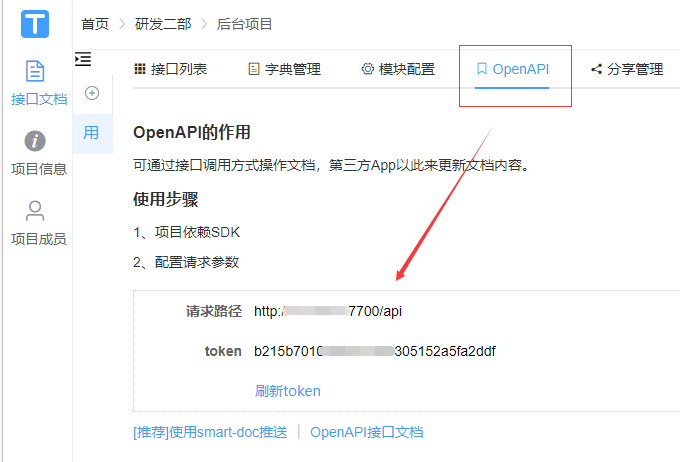 T 首页 研发二部 后台项目
接口文档
项目信息
项目成员
用
接口列表 字典管理 模块配置 OpenAPI 分享管理
OpenAPI的作用
可通过接口调用方式操作文档，第三方App以此来更新文档内容。
使用步骤
1、项目依赖SDK
2、配置请求参数
请求路径 http:/ 7700/api
token b215b7010 305152a5fa2ddf
刷新token
[推荐]使用smart-doc推送 | OpenAPI接口文档